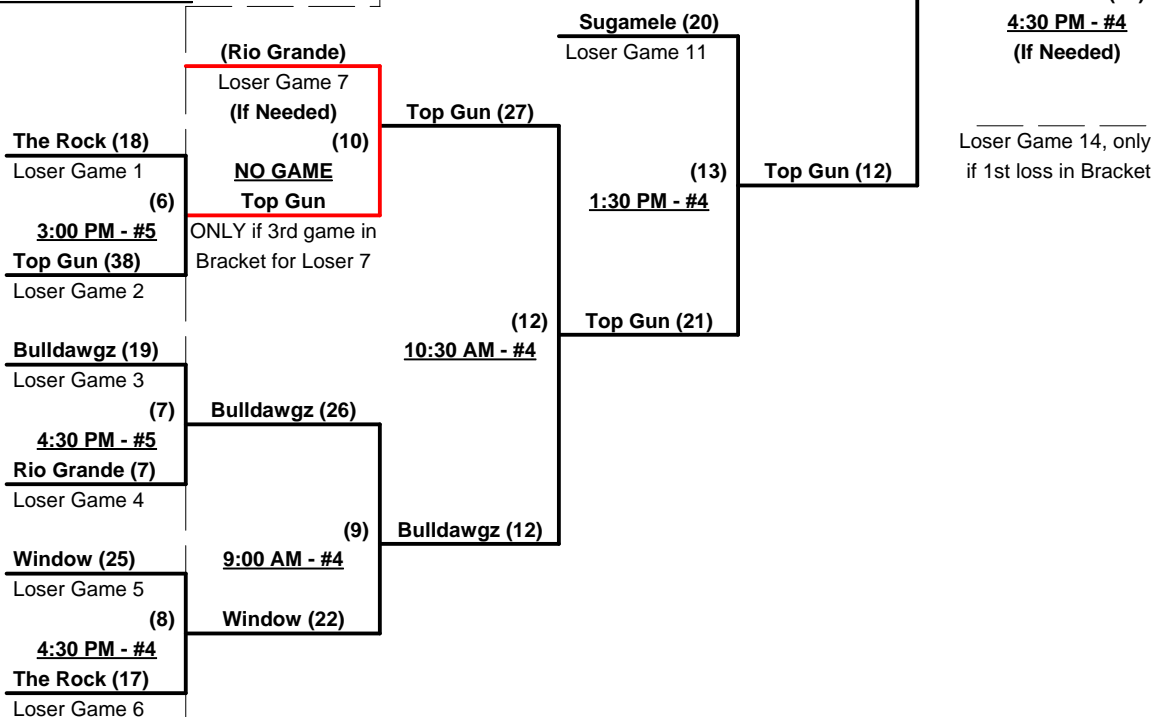 Sugamele (20)
Loser Game 11
4:30 PM - #4
(If Needed)
(Rio Grande)
Loser Game 7
(If Needed)
(10)
NO GAME
Top Gun
ONLY if 3rd game in
Bracket for Loser 7
Top Gun (27)
The Rock (18)
Loser Game 1
(6)
3:00 PM - #5
Top Gun (38)
Loser Game 2
(13)
1:30 PM - #4
Top Gun (12)
Loser Game 14, only
if 1st loss in Bracket
Bulldawgz (19)
Loser Game 3
(7)
4:30 PM - #5
Rio Grande (7)
Loser Game 4
Bulldawgz (26)
(12)
10:30 AM - #4
Top Gun (21)
(9)
9:00 AM - #4
Bulldawgz (12)
Window (25)
Loser Game 5
(8)
4:30 PM - #4
The Rock (17)
Loser Game 6
Window (22)